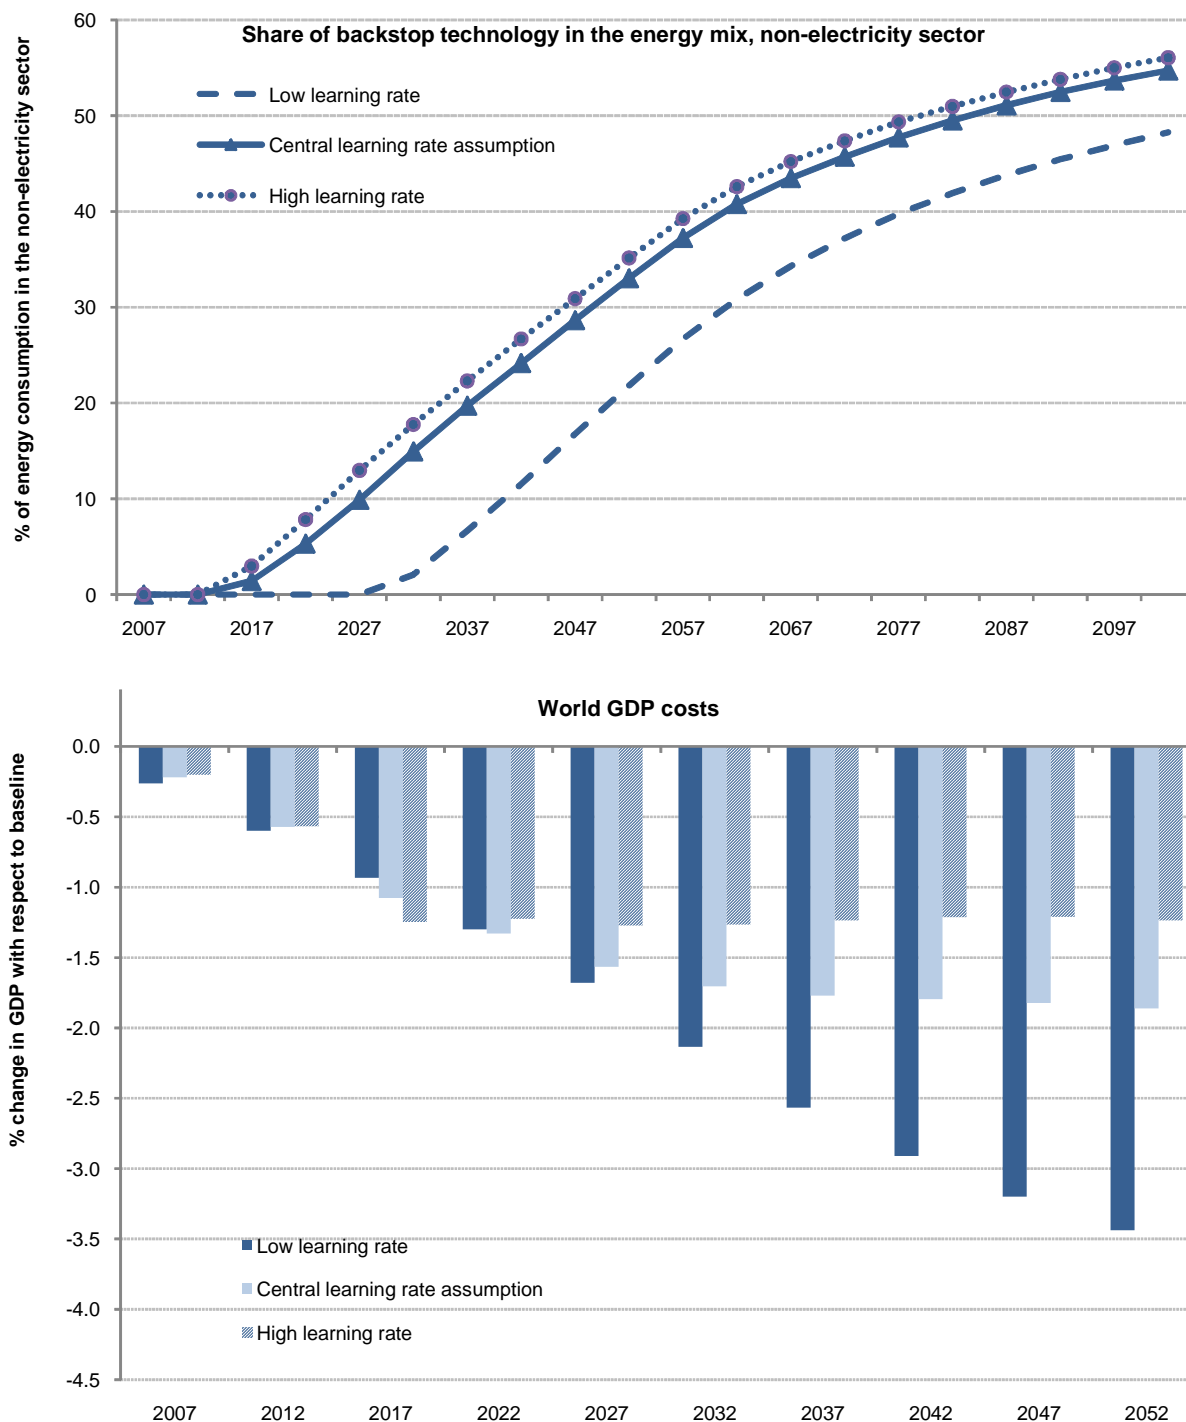 Share of backstop technology in the energy mix, non-electricity sector
% of energy consumption in the non-electricity sector
60
50
40
30
20
10
0
Low learning rate
Central learning rate assumption
High learning rate
2007 2017 2027 2037 2047 2057 2067 2077 2087 2097
World GDP costs
% change in GDP with respect to baseline
0.0
-0.5
-1.0
-1.5
-2.0
-2.5
-3.0
-3.5
-4.0
-4.5
Low learning rate
Central learning rate assumption
High learning rate
2007 2012 2017 2022 2027 2032 2037 2042 2047 2052